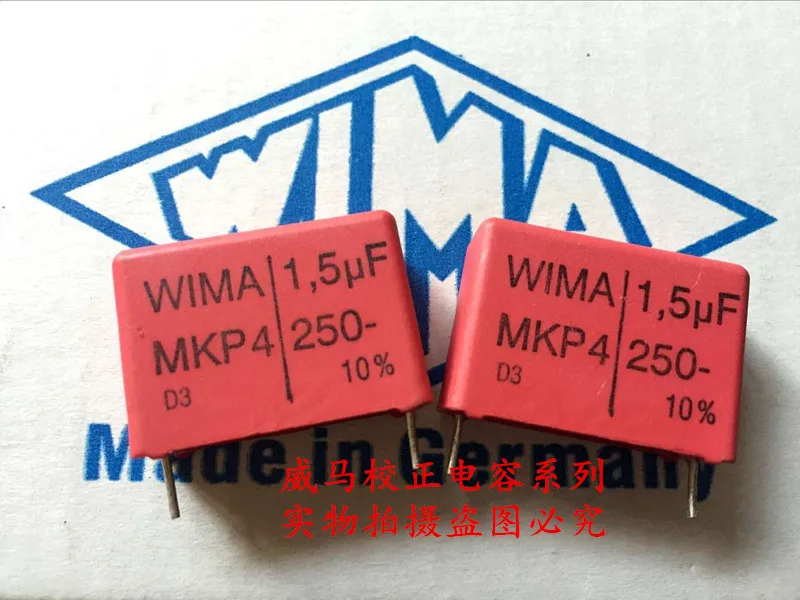 WIMA
WIMA 1,5µF
MKP4 250-
D3 10%
WIMA 1,5µF
MKP4 250-
D3 10%
Made in Germany
威马校正电容系列
实物拍摄盗图必究